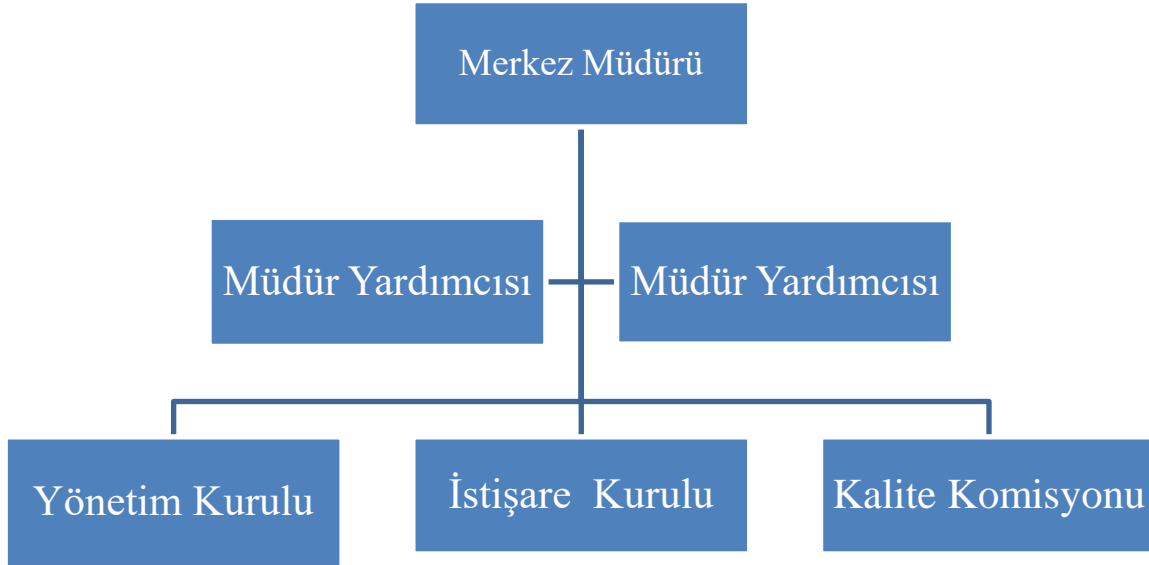 Merkez Müdürü
Müdür Yardımcısı
Müdür Yardımcısı
Yönetim Kurulu
İstişare Kurulu
Kalite Komisyonu